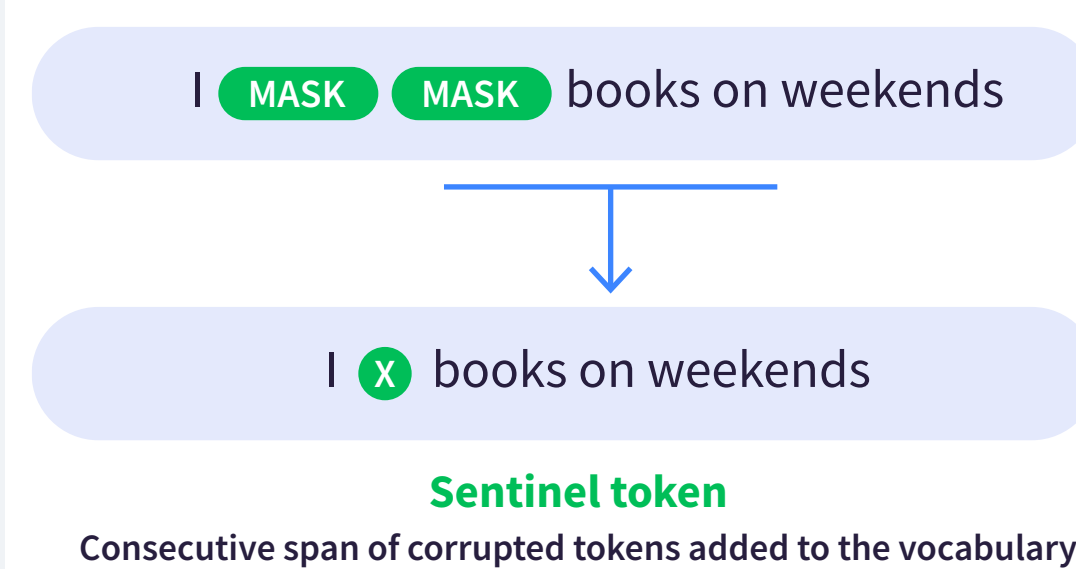 I MASK MASK books on weekends
I X books on weekends
Sentinel token
Consecutive span of corrupted tokens added to the vocabulary